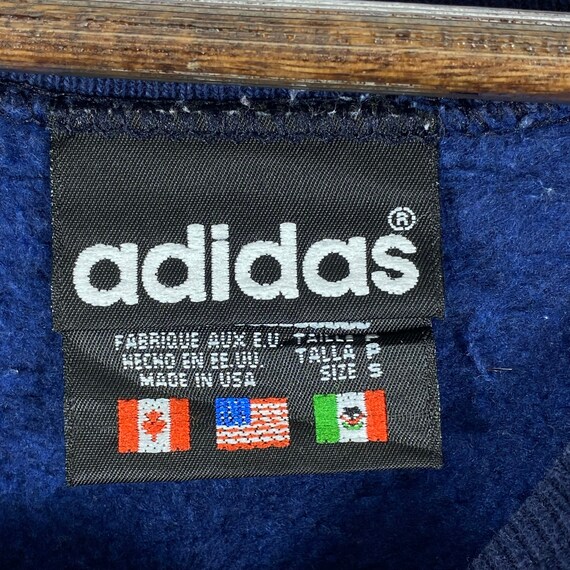 adidas®
FABRIQUE AUX E.U. TAILLE P
HECHO EN EE.UU. TALLA P
MADE IN USA SIZE S